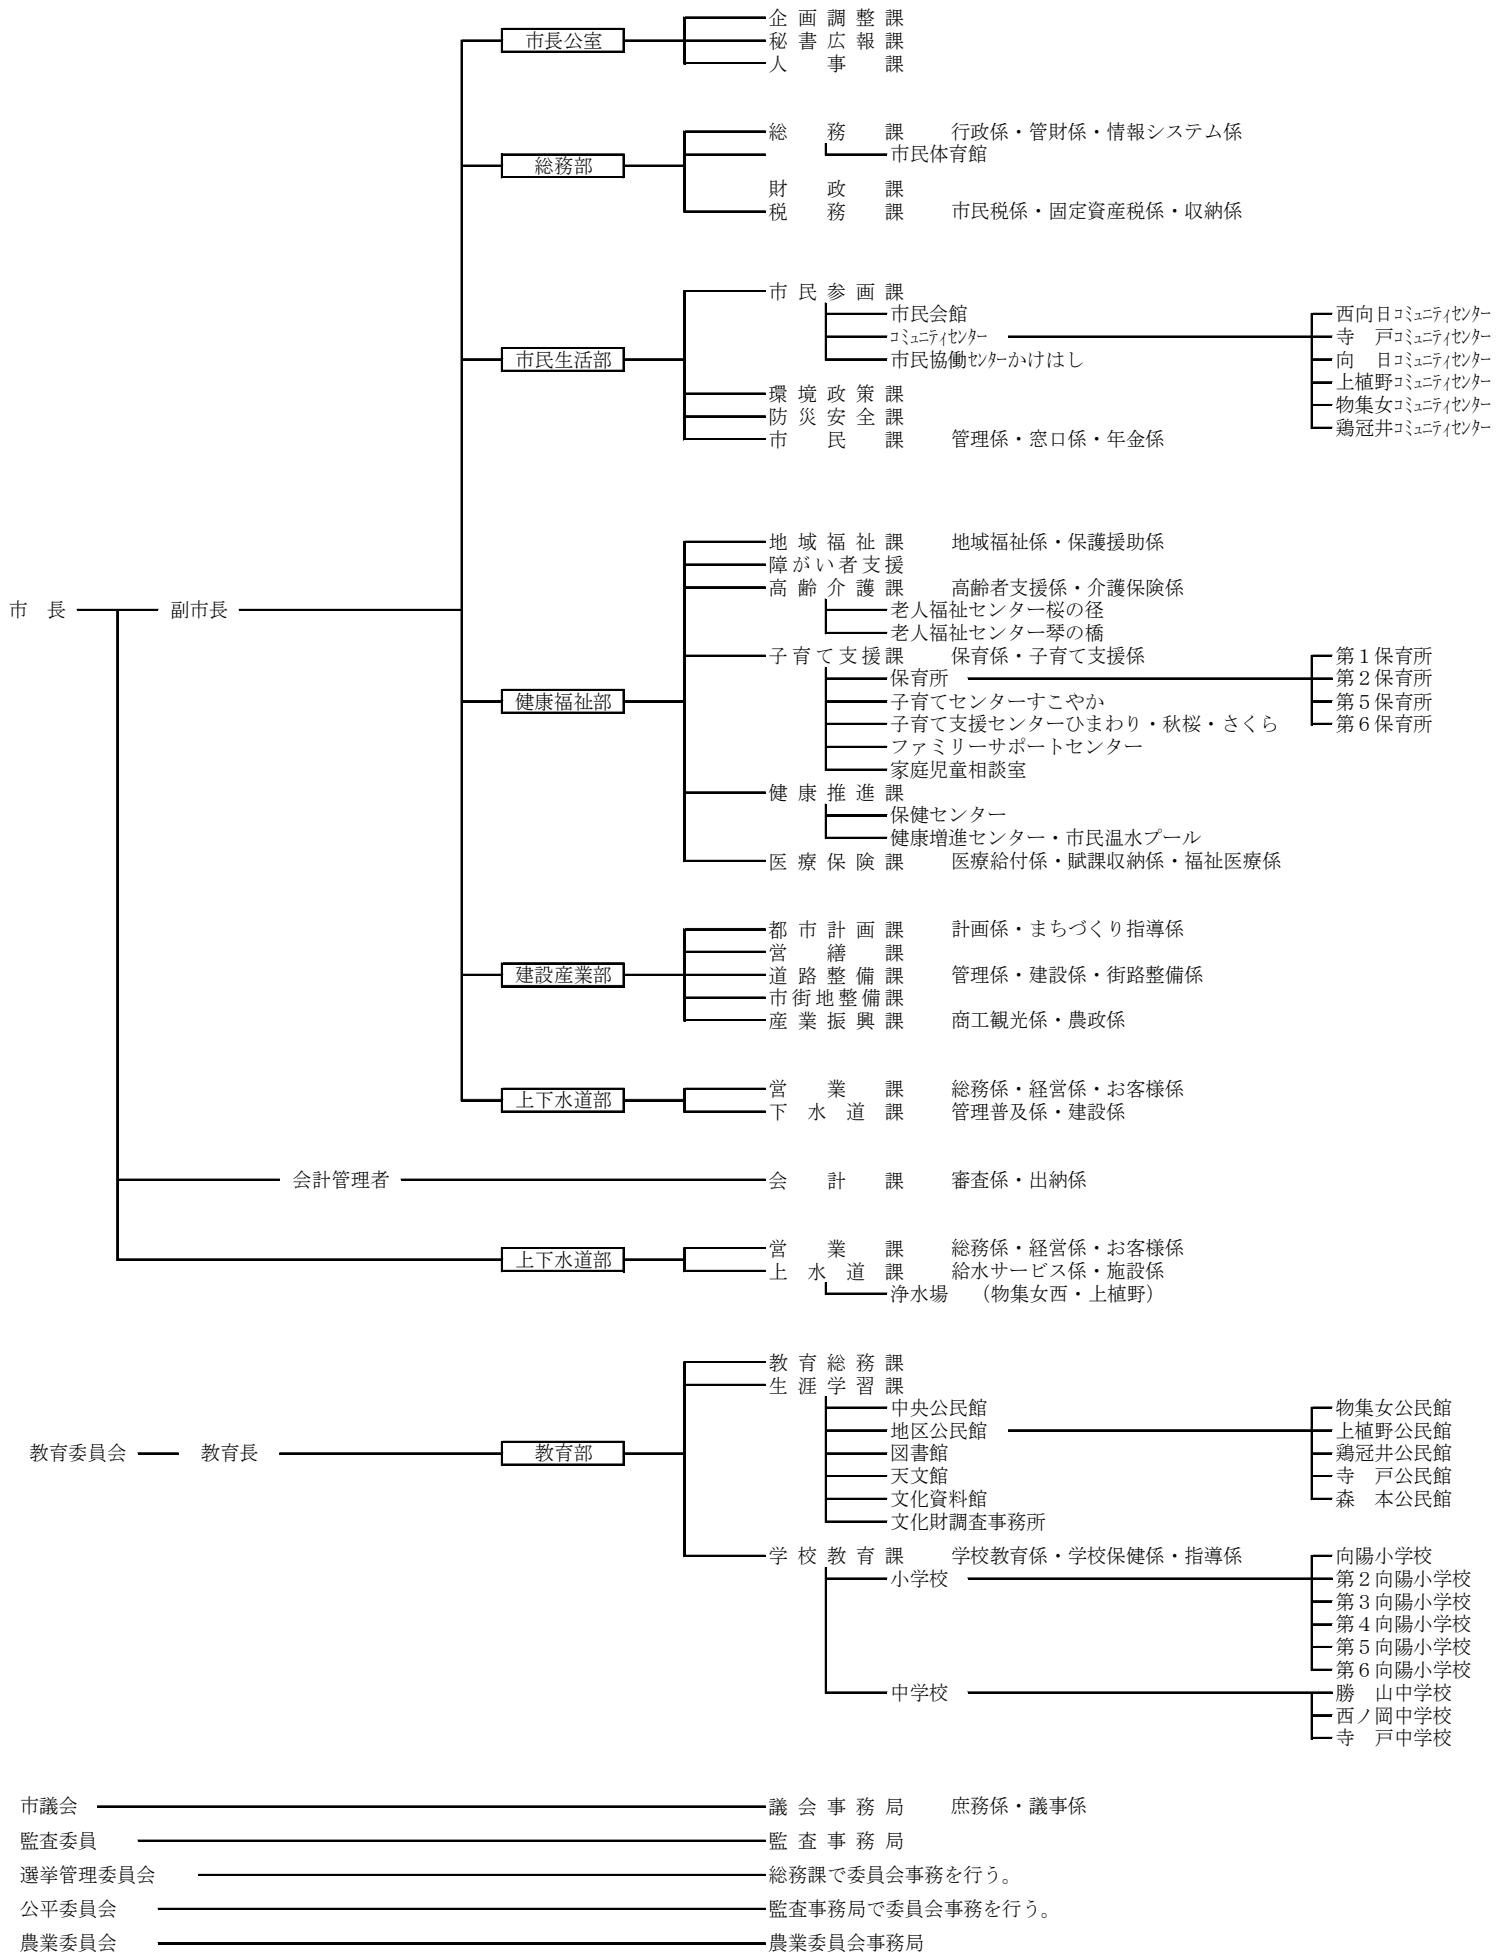 企画調整課
市長公室
秘書広報課
人事課
総務課 行政係・管財係・情報システム係
市民体育館
総務部
財政課
税務課 市民税係・固定資産税係・収納係
市民参画課
市民会館 西向日コミュニティセンター
コミュニティセンター 寺戸コミュニティセンター
市民生活部 市民協働センターかけはし 向日コミュニティセンター
上植野コミュニティセンター
環境政策課 物集女コミュニティセンター
防災安全課 鶏冠井コミュニティセンター
市民課 管理係・窓口係・年金係
地域福祉課 地域福祉係・保護援助係
障がい者支援
高齢介護課 高齢者支援係・介護保険係
市長 副市長 老人福祉センター桜の径
老人福祉センター琴の橋
子育て支援課 保育係・子育て支援係 第1保育所
保育所 第2保育所
健康福祉部 子育てセンターすこやか 第5保育所
子育て支援センターひまわり・秋桜・さくら 第6保育所
ファミリーサポートセンター
家庭児童相談室
健康推進課
保健センター
健康増進センター・市民温水プール
医療保険課 医療給付係・賦課収納係・福祉医療係
都市計画課 計画係・まちづくり指導係
営繕課
建設産業部 道路整備課 管理係・建設係・街路整備係
市街地整備課
産業振興課 商工観光係・農政係
営業課 総務係・経営係・お客様係
上下水道部
下水道課 管理普及係・建設係
会計管理者 会計課 審査係・出納係
営業課 総務係・経営係・お客様係
上下水道部
上水道課 給水サービス係・施設係
浄水場 (物集女西・上植野)
教育総務課
生涯学習課
中央公民館 物集女公民館
地区公民館 上植野公民館
教育委員会 教育長 教育部 図書館 鶏冠井公民館
天文館 寺戸公民館
文化資料館 森本公民館
文化財調査事務所
学校教育課 学校教育係・学校保健係・指導係 向陽小学校
小学校 第2向陽小学校
第3向陽小学校
第4向陽小学校
第5向陽小学校
第6向陽小学校
中学校 勝山中学校
西ノ岡中学校
寺戸中学校
市議会 議会事務局 庶務係・議事係
監査委員 監査事務局
選挙管理委員会 総務課で委員会事務を行う。
公平委員会 監査事務局で委員会事務を行う。
農業委員会 農業委員会事務局